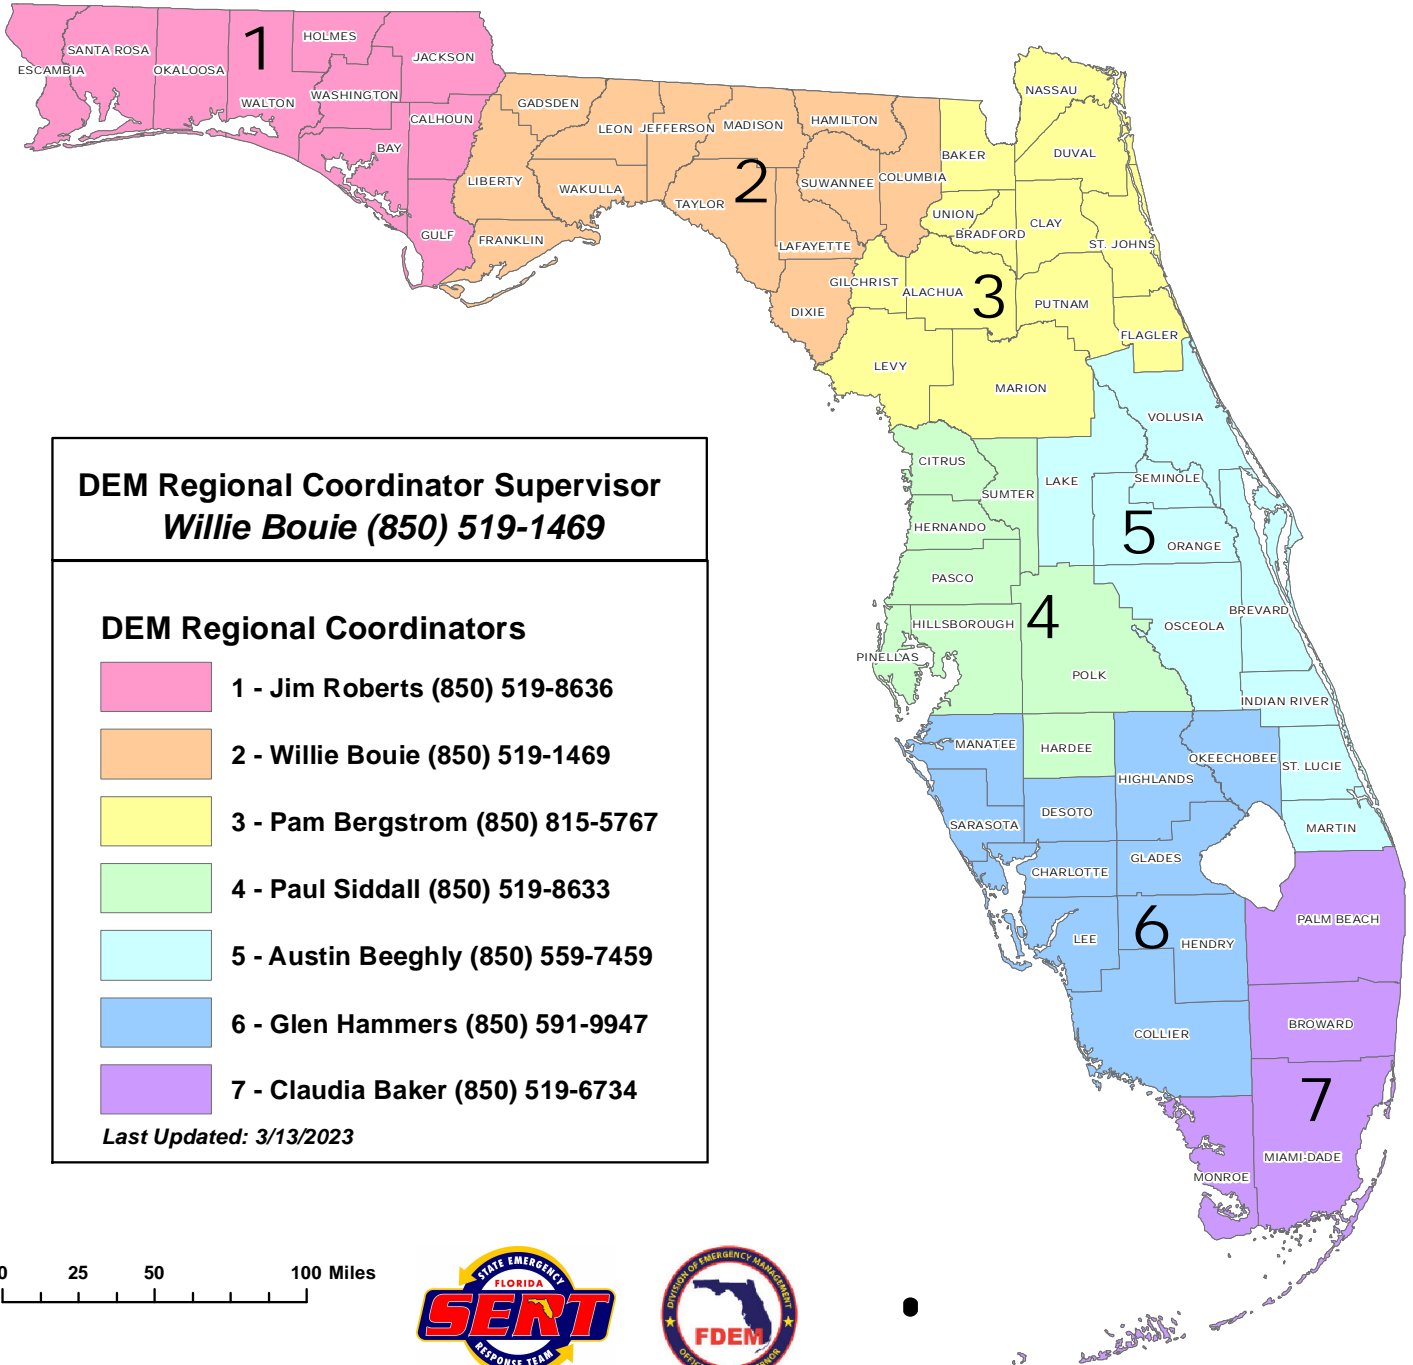 1
HOLMES
SANTA ROSA
JACKSON
ESCAMBIA
OKALOOSA
WALTON
WASHINGTON
CALHOUN
BAY
GULF
GADSDEN
LEON
JEFFERSON
MADISON
HAMILTON
LIBERTY
WAKULLA
2
TAYLOR
SUWANNEE
COLUMBIA
FRANKLIN
LAFAYETTE
DIXIE
NASSAU
BAKER
DUVAL
UNION
BRADFORD
CLAY
ST. JOHNS
GILCHRIST
ALACHUA
3
PUTNAM
FLAGLER
LEVY
MARION
VOLUSIA
CITRUS
SUMTER
LAKE
SEMINOLE
HERNANDO
5
ORANGE
PASCO
HILLSBOROUGH
4
OSCEOLA
BREVARD
PINELLAS
POLK
INDIAN RIVER
MANATEE
HARDEE
HIGHLANDS
OKEECHOBEE
ST. LUCIE
SARASOTA
DESOTO
MARTIN
CHARLOTTE
GLADES
LEE
6
HENDRY
PALM BEACH
COLLIER
BROWARD
7
MIAMI-DADE
MONROE
DEM Regional Coordinator Supervisor
Willie Bouie (850) 519-1469
DEM Regional Coordinators
1 - Jim Roberts (850) 519-8636
2 - Willie Bouie (850) 519-1469
3 - Pam Bergstrom (850) 815-5767
4 - Paul Siddall (850) 519-8633
5 - Austin Beeghly (850) 559-7459
6 - Glen Hammers (850) 591-9947
7 - Claudia Baker (850) 519-6734
Last Updated: 3/13/2023
0 25 50 100 Miles
STATE EMERGENCY
FLORIDA
SERT
RESPONSE TEAM
DIVISION OF EMERGENCY MANAGEMENT
FDEM